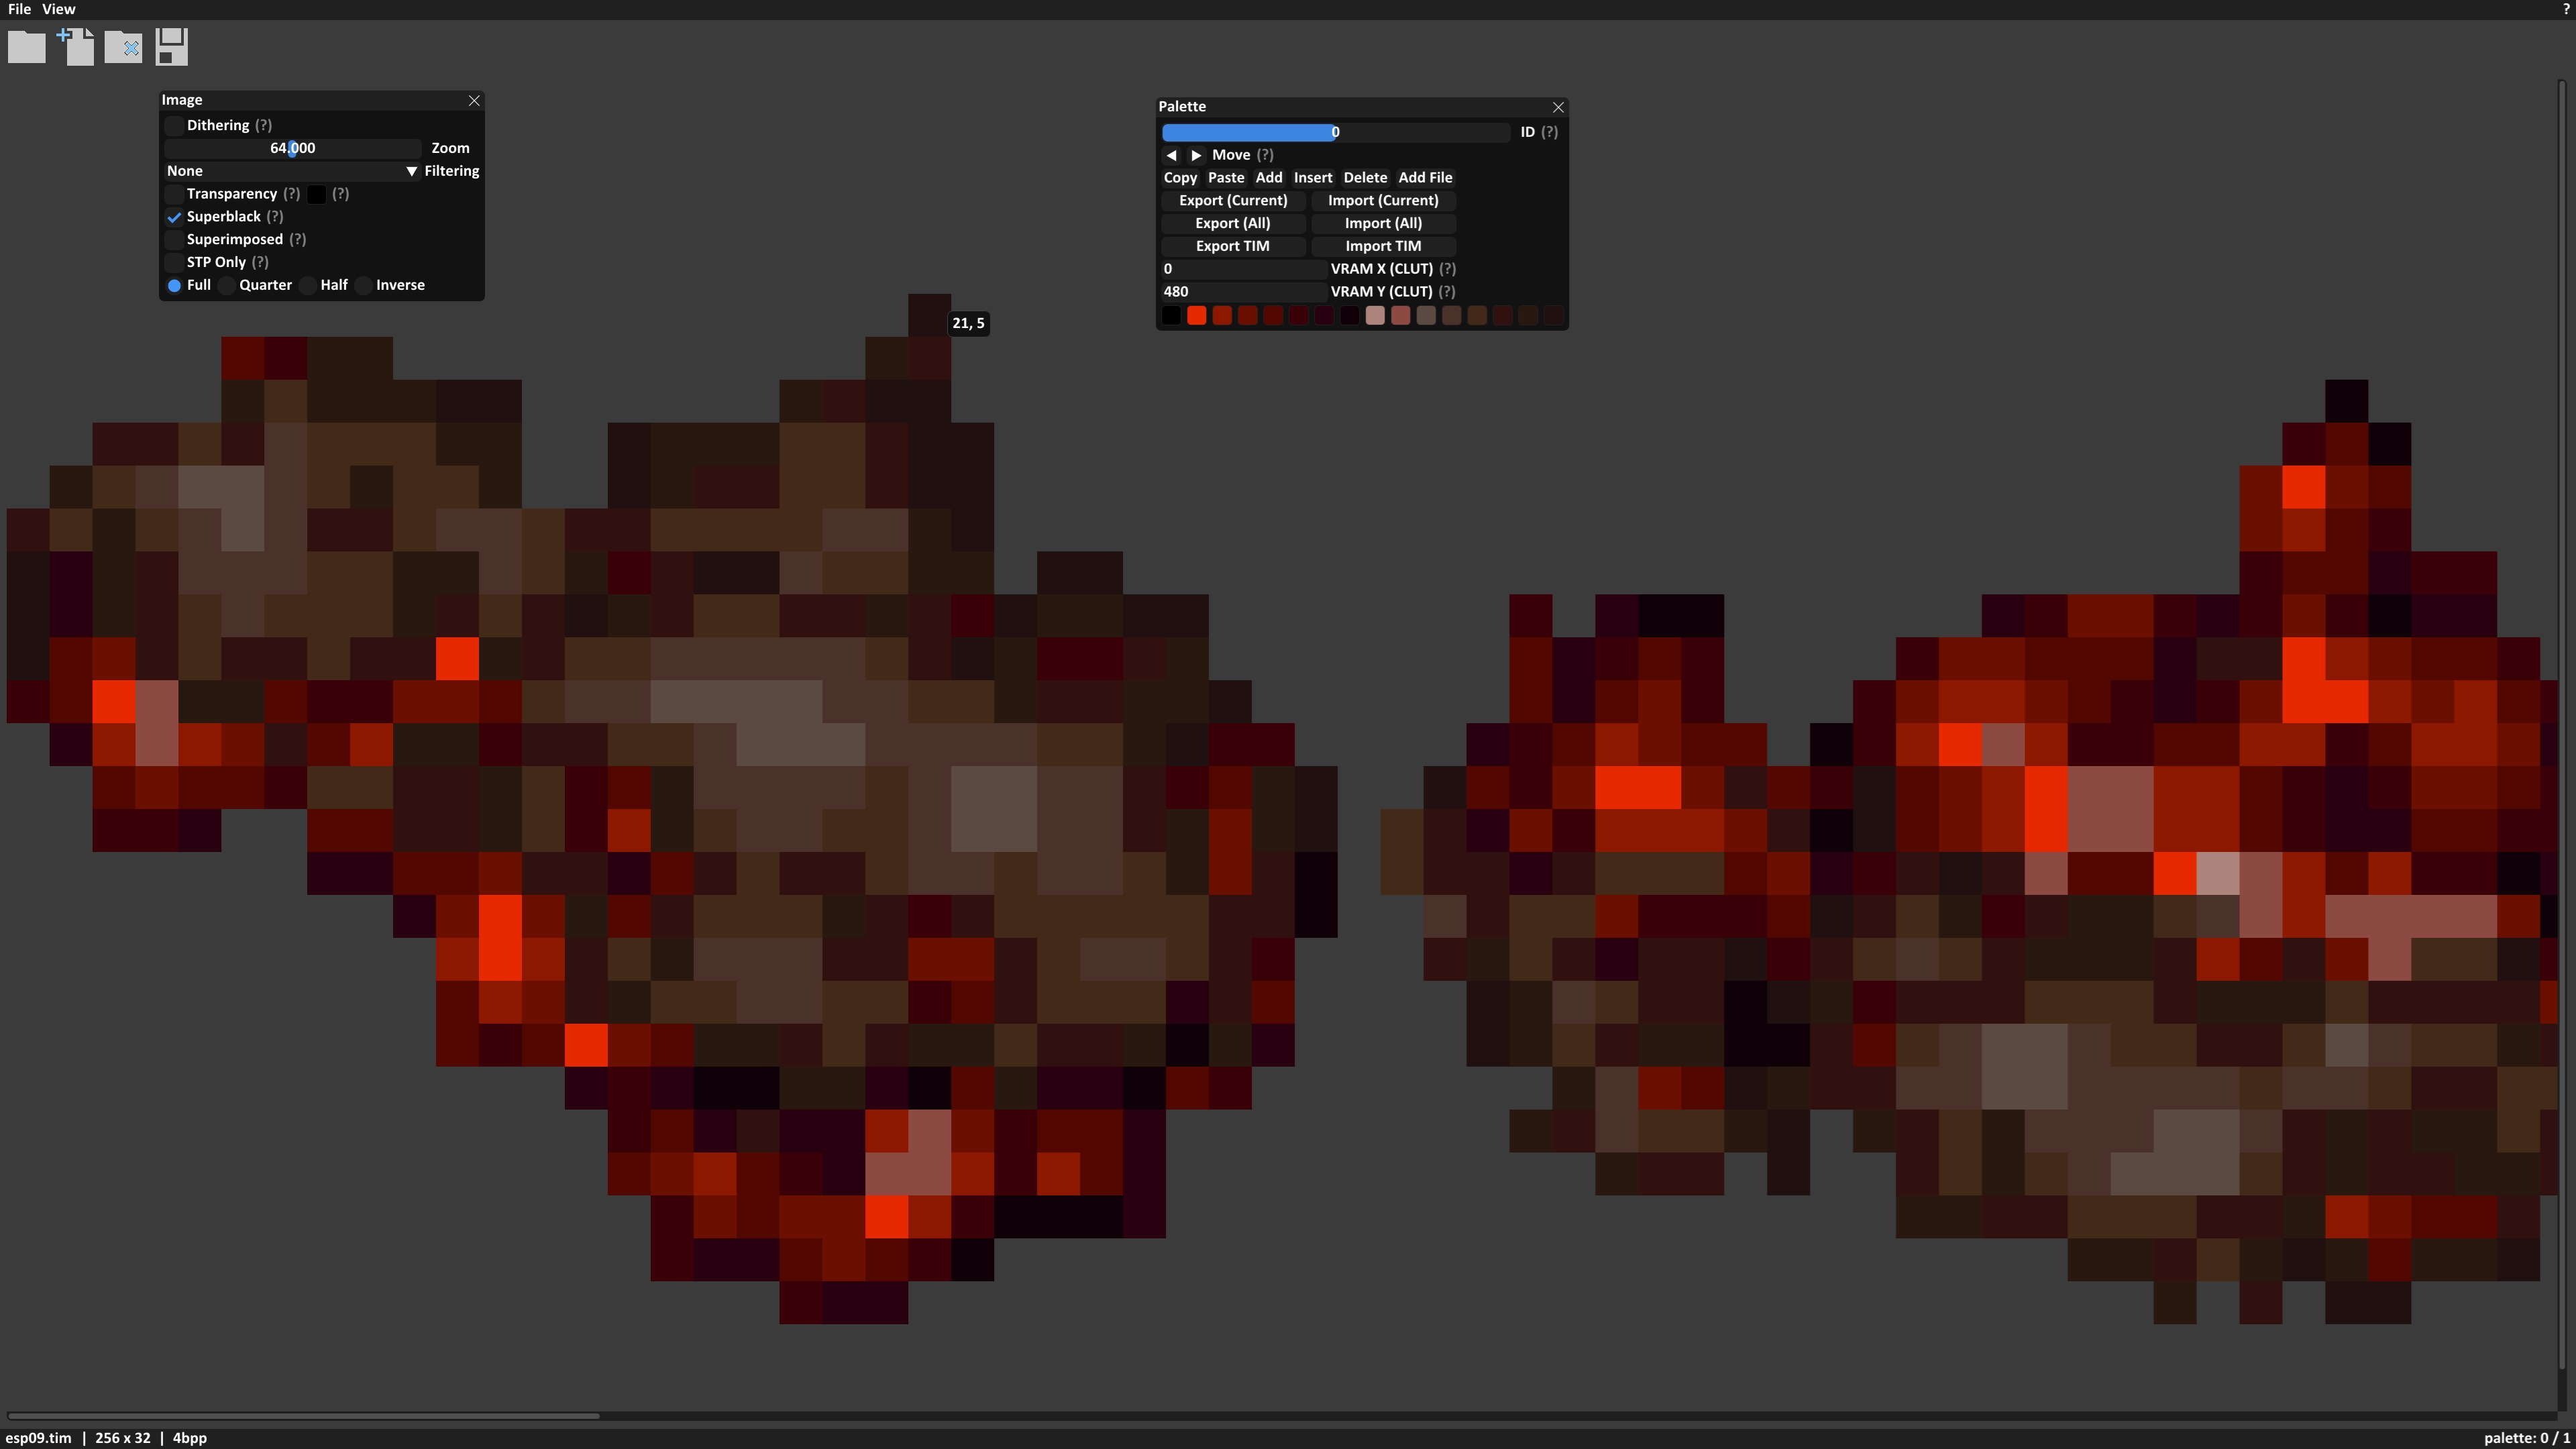 File View ?
Image
Dithering (?)
64.000 Zoom
None Filtering
Transparency (?) (?)
Superblack (?)
Superimposed (?)
STP Only (?)
Full Quarter Half Inverse
Palette
0 ID (?)
Move (?)
Copy Paste Add Insert Delete Add File
Export (Current) Import (Current)
Export (All) Import (All)
Export TIM Import TIM
0 VRAM X (CLUT) (?)
480 VRAM Y (CLUT) (?)
21, 5
esp09.tim | 256 x 32 | 4bpp
palette: 0 / 1